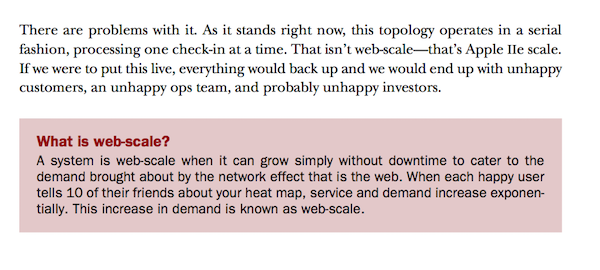 There are problems with it. As it stands right now, this topology operates in a serial
fashion, processing one check-in at a time. That isn't web-scale—that's Apple IIe scale.
If we were to put this live, everything would back up and we would end up with unhappy
customers, an unhappy ops team, and probably unhappy investors.
What is web-scale?
A system is web-scale when it can grow simply without downtime to cater to the
demand brought about by the network effect that is the web. When each happy user
tells 10 of their friends about your heat map, service and demand increase exponen-
tially. This increase in demand is known as web-scale.